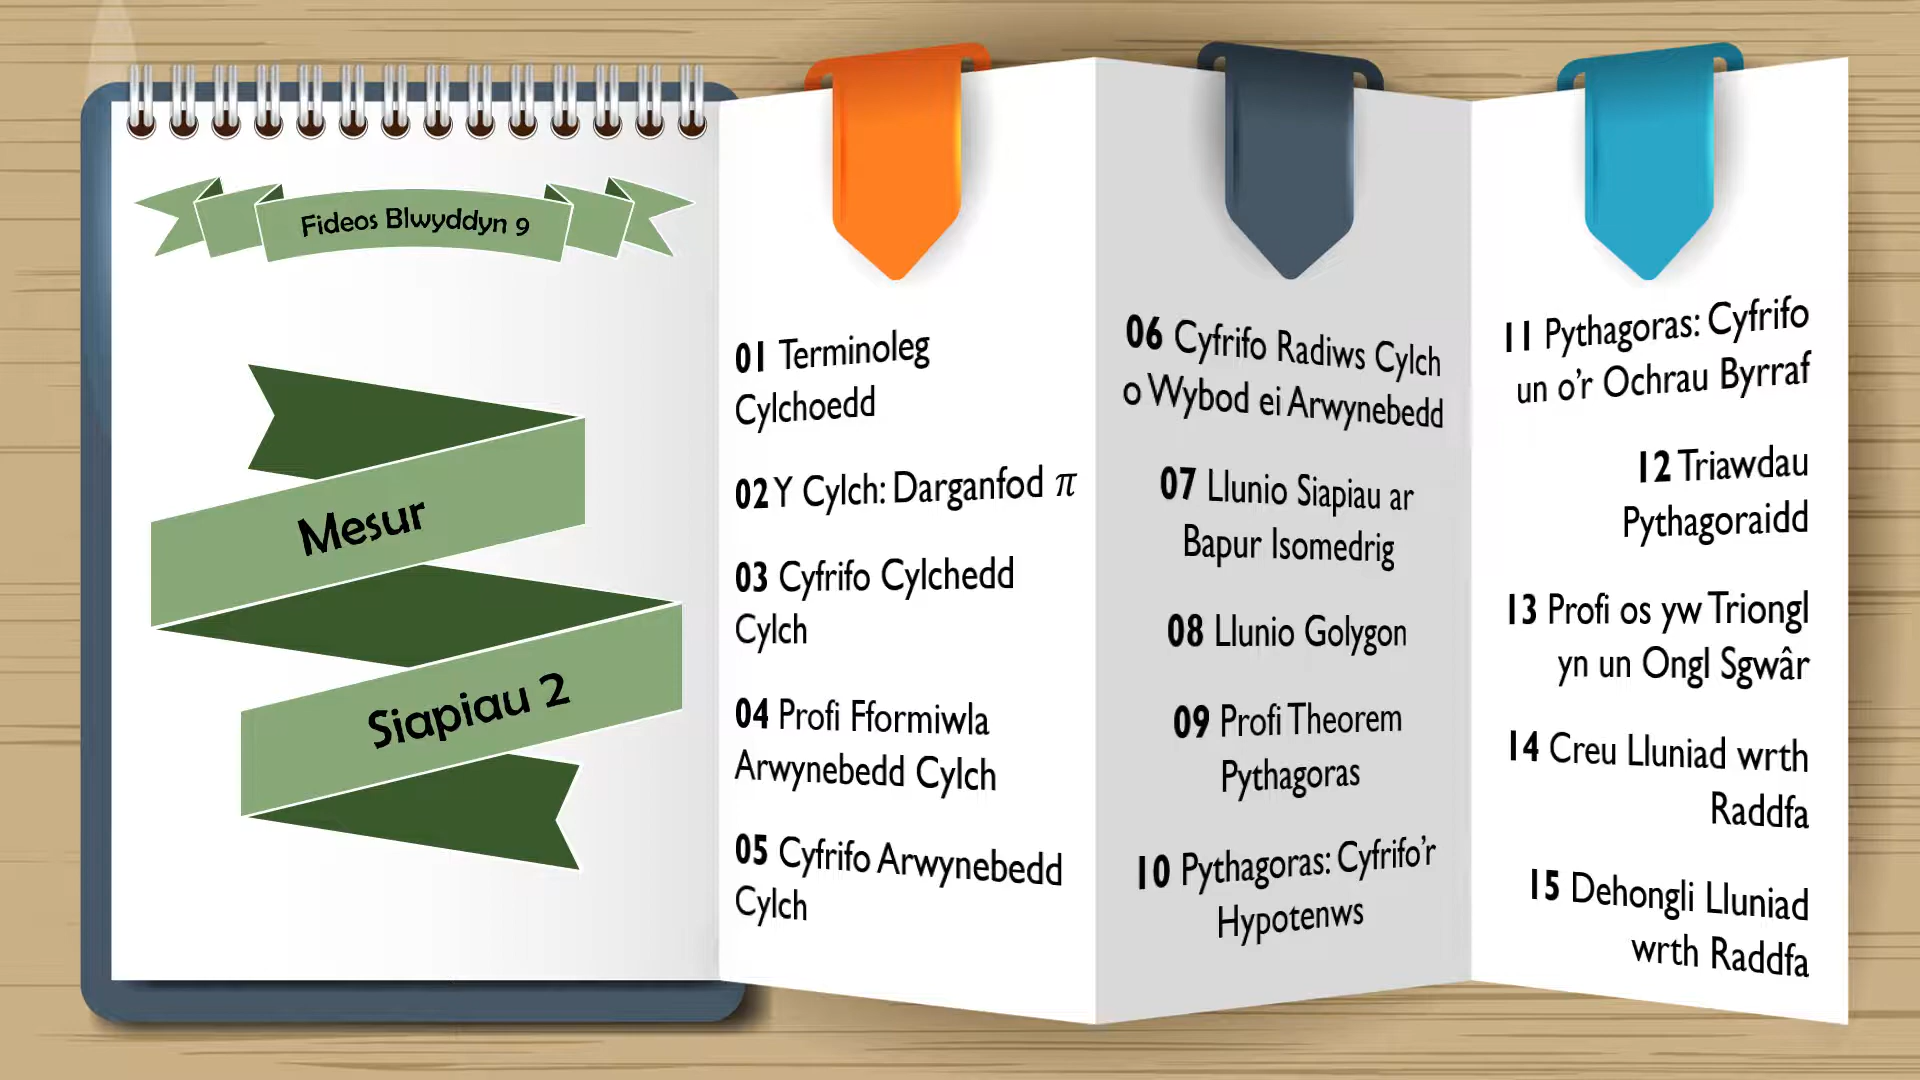 Fideos Blwyddyn 9
Mesur
Siapiau 2
01 Terminoleg
Cylchoedd
02 Y Cylch: Darganfod π
03 Cyfrifo Cylchedd
Cylch
04 Profi Fformiwla
Arwynebedd Cylch
05 Cyfrifo Arwynebedd
Cylch
06 Cyfrifo Radiws Cylch
o Wybod ei Arwynebedd
07 Llunio Siapiau ar
Bapur Isomedrig
08 Llunio Golygon
09 Profi Theorem
Pythagoras
10 Pythagoras: Cyfrifo’r
Hypotenws
11 Pythagoras: Cyfrifo
un o’r Ochrau Byrraf
12 Triawdau
Pythagoraidd
13 Profi os yw Triongl
yn un Ongl Sgwâr
14 Creu Lluniad wrth
Raddfa
15 Dehongli Lluniad
wrth Raddfa